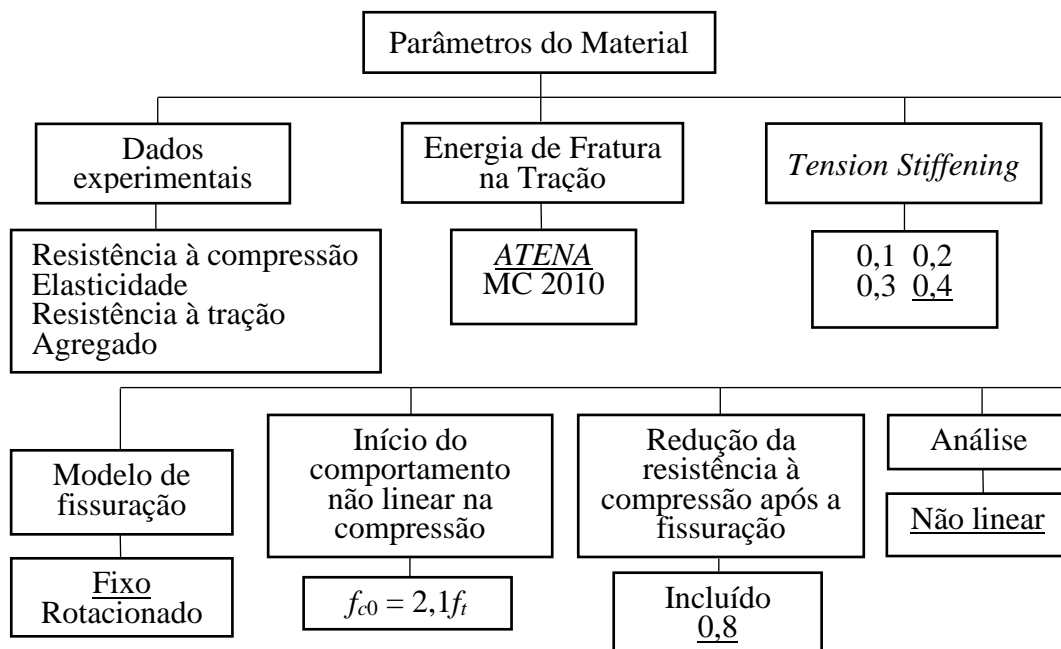 Parâmetros do Material
Dados
experimentais
Energia de Fratura
na Tração
Tension Stiffening
Resistência à compressão
Elasticidade
Resistência à tração
Agregado
ATENA
MC 2010
0,1 0,2
0,3 0,4
Modelo de
fissuração
Início do
comportamento
não linear na
compressão
Redução da
resistência à
compressão após a
fissuração
Análise
Fixo
Rotacionado
fc0 = 2,1ft
Incluído
0,8
Não linear